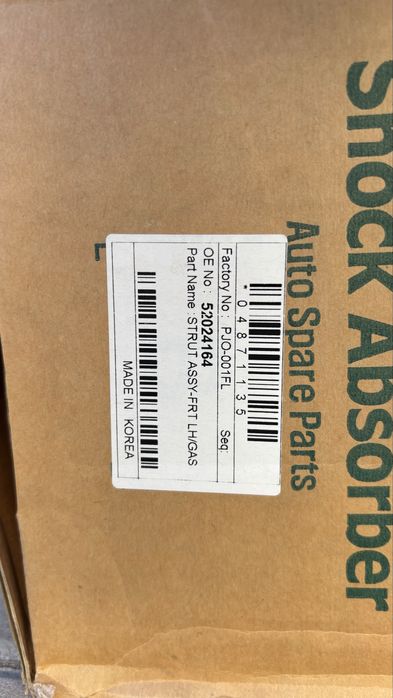 Shock Absorber
Auto Spare Parts
* 0 4 8 7 1 1 3 5
Factory No : PJO-001FL Seq:
OE No : 52024164
Part Name : STRUT ASSY-FRT LH/GAS
MADE IN KOREA
L